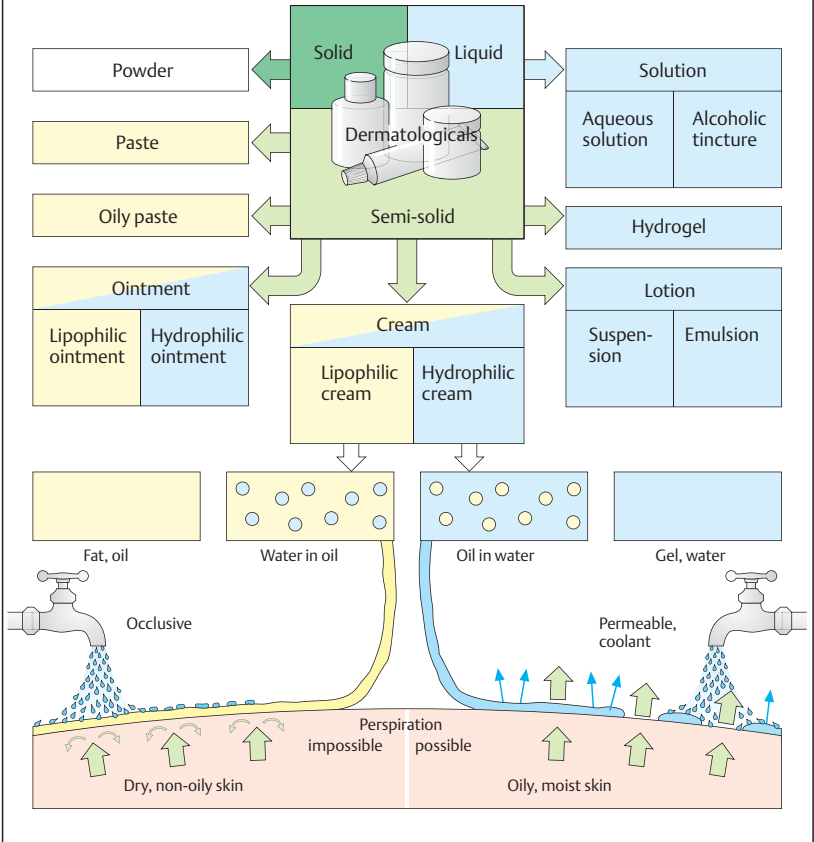 Solid
Liquid
Dermatologicals
Semi-solid
Powder
Paste
Oily paste
Ointment
Lipophilic
ointment
Hydrophilic
ointment
Cream
Lipophilic
cream
Hydrophilic
cream
Solution
Aqueous
solution
Alcoholic
tincture
Hydrogel
Lotion
Suspen-
sion
Emulsion
Fat, oil
Water in oil
Oil in water
Gel, water
Occlusive
Permeable,
coolant
Perspiration
impossible
possible
Dry, non-oily skin
Oily, moist skin